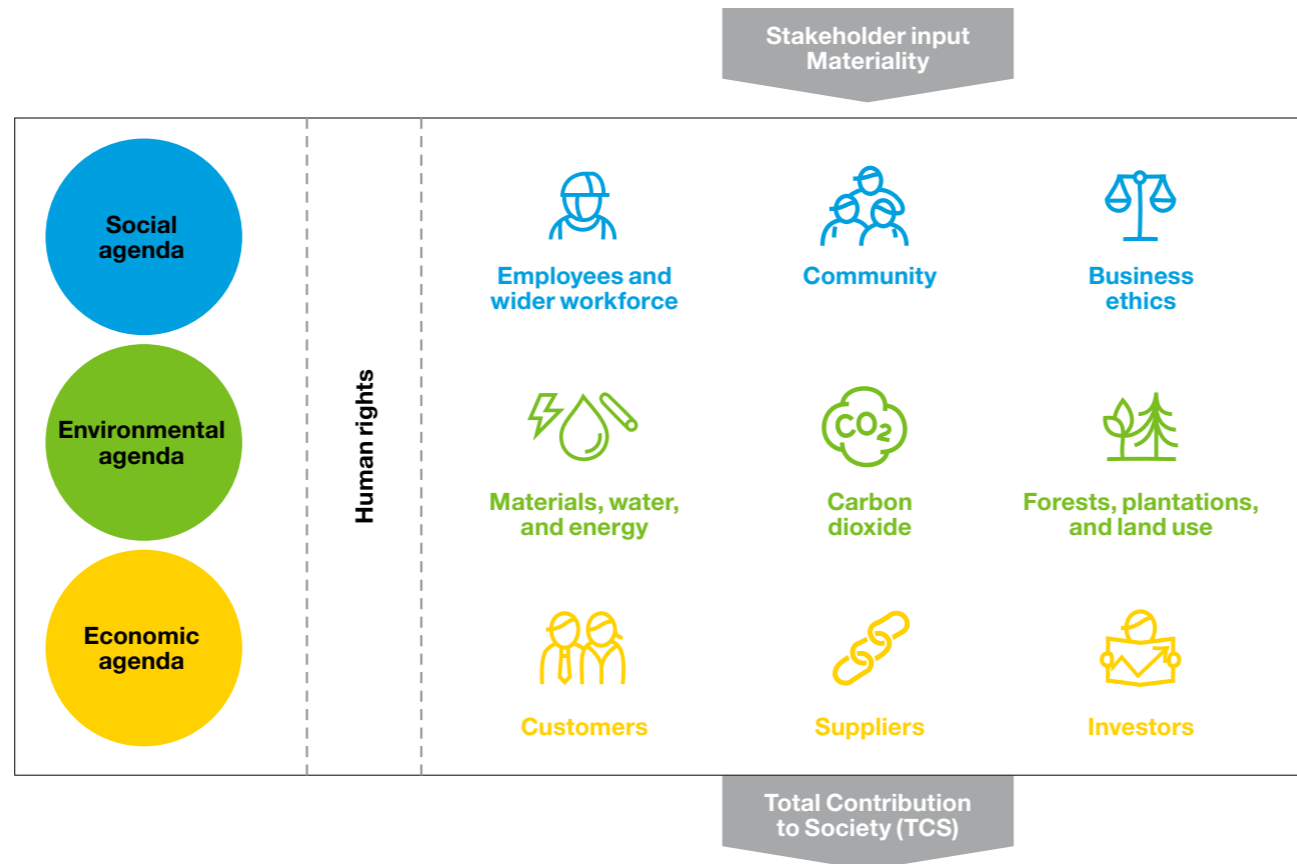 Stakeholder input
Materiality
Social
agenda
Employees and
wider workforce
Community
Business
ethics
Human rights
Environmental
agenda
CO₂
Materials, water,
and energy
Carbon
dioxide
Forests, plantations,
and land use
Economic
agenda
Customers
Suppliers
Investors
Total Contribution
to Society (TCS)